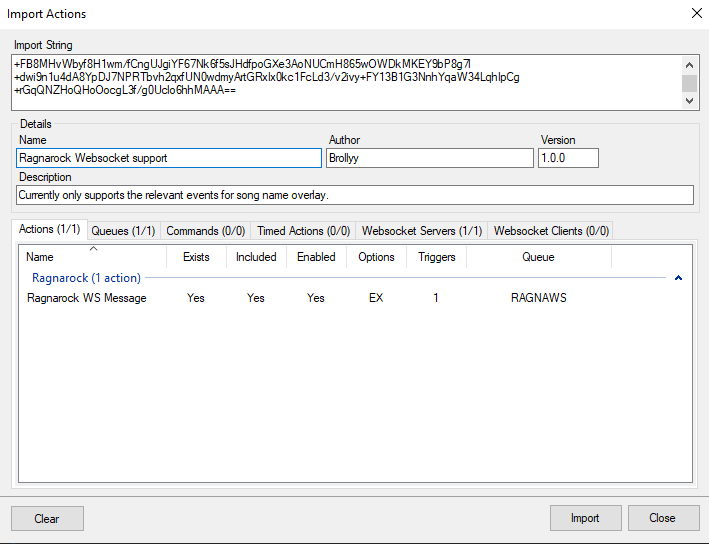 Import Actions
Import String
+FB8MHvWbyf8H1wm/fCngUJgiYF67Nk6f5sJHdfpoGXe3AoNUCmH865wOWDkMKEY9bP8g7l
+dwi9n1u4dA8YpDJ7NPRTbvh2qxfUN0wdmyArtGRxlx0kc1FcLd3/v2ivy+FY13B1G3NnhYqaW34LqhlpCg
+rGqQNZHoQHoOocgL3f/g0Uclo6hhMAAA==
Details
Name Author Version
Ragnarock Websocket support Brollyy 1.0.0
Description
Currently only supports the relevant events for song name overlay.
Actions (1/1) Queues (1/1) Commands (0/0) Timed Actions (0/0) Websocket Servers (1/1) Websocket Clients (0/0)
Name Exists Included Enabled Options Triggers Queue
Ragnarock (1 action)
Ragnarock WS Message Yes Yes Yes EX 1 RAGNAWS
Clear Import Close